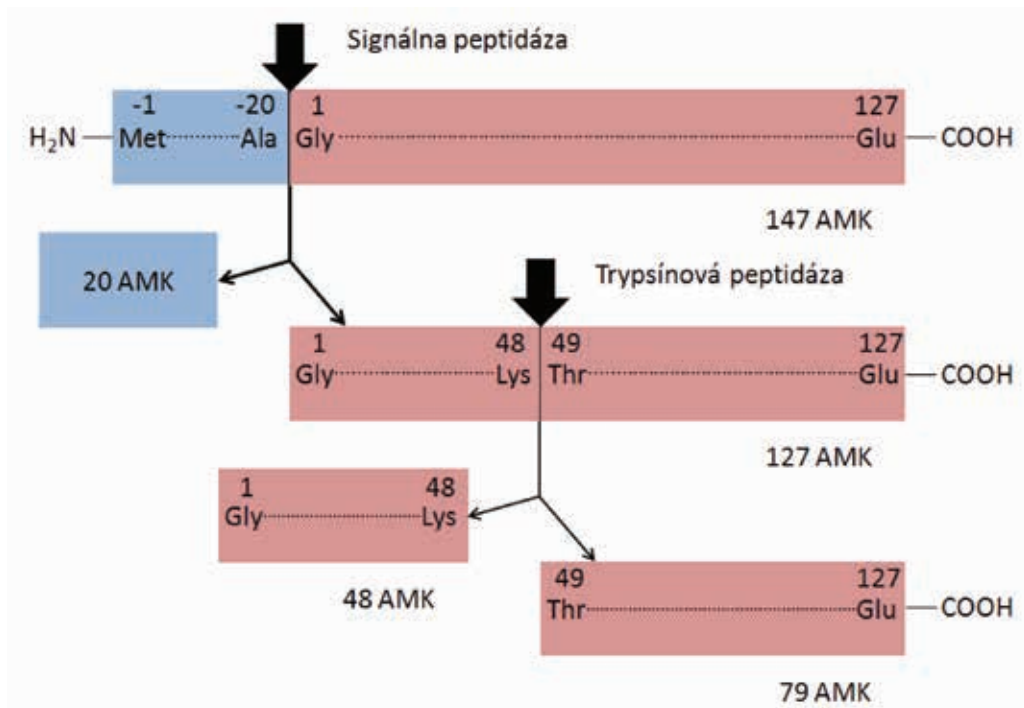 Signálna peptidáza
-1 -20 1 127
H₂N Met Ala Gly Glu COOH
147 AMK
20 AMK
Trypsínová peptidáza
1 48 49 127
Gly Lys Thr Glu COOH
127 AMK
1 48
Gly Lys
48 AMK
49 127
Thr Glu COOH
79 AMK